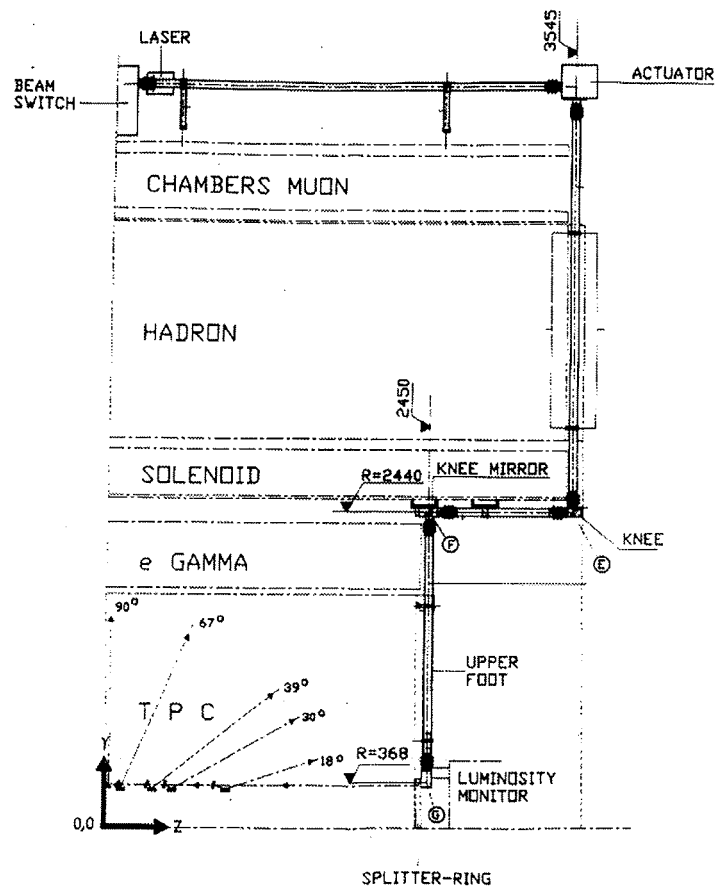 3545
LASER
ACTUATOR
BEAM
SWITCH
CHAMBERS MUON
HADRON
2450
SOLENOID
R=2440
KNEE MIRROR
F
KNEE
E
e GAMMA
90°
67°
UPPER
FOOT
39°
T P C
30°
R=368
18°
Y
LUMINOSITY
MONITOR
G
0,0
Z
SPLITTER-RING